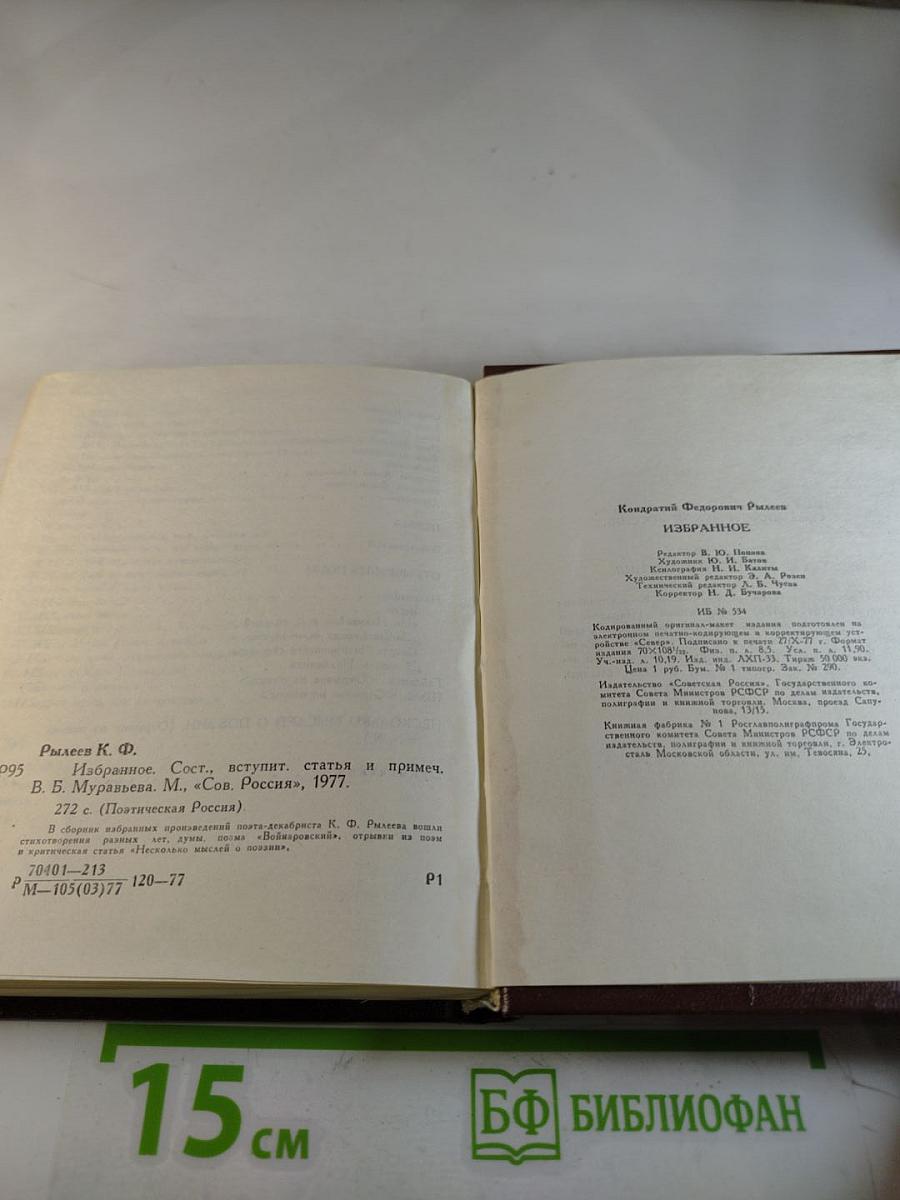 Рылеев К. Ф.
Р95 Избранное. Сост., вступит. статья и примеч.
В. Б. Муравьева. М., «Сов. Россия», 1977.
272 с. (Поэтическая Россия).
В сборник избранных произведений поэта-декабриста К. Ф. Рылеева вошли
стихотворения разных лет, думы, поэма «Войнаровский», отрывки из поэм
и критическая статья «Несколько мыслей о поэзии».
Р 70401—213
М—105(03)77 120—77
Р1
Кондратий Федорович Рылеев
ИЗБРАННОЕ
Редактор В. Ю. Попова
Художник Ю. И. Батов
Ксилография Н. И. Калиты
Художественный редактор Э. А. Розен
Технический редактор Л. Б. Чуева
Корректор Н. Д. Бучарова
ИБ № 534
Кодированный оригинал-макет издания подготовлен на
электронном печатно-кодирующем и корректирующем уст-
ройстве «Север». Подписано к печати 27/X-77 г. Формат
издания 70×108¹/₃₂. Физ. п. л. 8,5. Усл. п. л. 11,90.
Уч.-изд. л. 10,19. Изд. инд. ЛХП-33. Тираж 50 000 экз.
Цена 1 руб. Бум. № 1 типогр. Зак. № 290.
Издательство «Советская Россия», Государственного ко-
митета Совета Министров РСФСР по делам издательств,
полиграфии и книжной торговли. Москва, проезд Сапу-
нова, 13/15.
Книжная фабрика № 1 Росглавполиграфпрома Государ-
ственного комитета Совета Министров РСФСР по делам
издательств, полиграфии и книжной торговли, г. Электро-
сталь Московской области, ул. им. Тевосяна, 25,
15 см
БФ БИБЛИОФАН